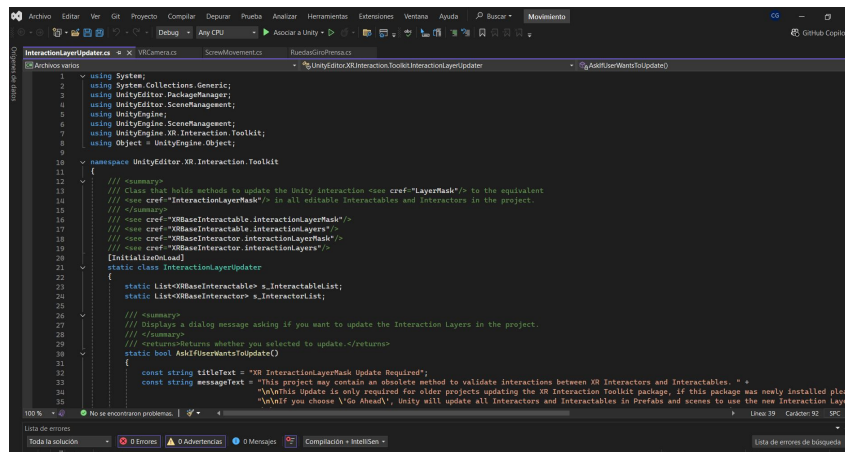 Archivo Editar Ver Git Proyecto Compilar Depurar Prueba Analizar Herramientas Extensiones Ventana Ayuda Buscar Movimiento CG
Debug Any CPU Asociar a Unity GitHub Copilo
Orígenes de datos
InteractionLayerUpdater.cs VRCamera.cs ScrewMovement.cs RuedasGiroPrensa.cs
Archivos varios UnityEditor.XR.Interaction.Toolkit.InteractionLayerUpdater AskIfUserWantsToUpdate()
1 using System;
2 using System.Collections.Generic;
3 using UnityEditor.PackageManager;
4 using UnityEditor.SceneManagement;
5 using UnityEngine;
6 using UnityEngine.SceneManagement;
7 using UnityEngine.XR.Interaction.Toolkit;
8 using Object = UnityEngine.Object;
9
10 namespace UnityEditor.XR.Interaction.Toolkit
11 {
12 /// <summary>
13 /// Class that holds methods to update the Unity interaction <see cref="LayerMask"/> to the equivalent
14 /// <see cref="InteractionLayerMask"/> in all editable Interactables and Interactors in the project.
15 /// </summary>
16 /// <see cref="XRBaseInteractable.interactionLayerMask"/>
17 /// <see cref="XRBaseInteractable.interactionLayers"/>
18 /// <see cref="XRBaseInteractor.interactionLayerMask"/>
19 /// <see cref="XRBaseInteractor.interactionLayers"/>
20 [InitializeOnLoad]
21 static class InteractionLayerUpdater
22 {
23 static List<XRBaseInteractable> s_InteractableList;
24 static List<XRBaseInteractor> s_InteractorList;
25
26 /// <summary>
27 /// Displays a dialog message asking if you want to update the Interaction Layers in the project.
28 /// </summary>
29 /// <returns>Returns whether you selected to update.</returns>
30 static bool AskIfUserWantsToUpdate()
31 {
32 const string titleText = "XR InteractionLayerMask Update Required";
33 const string messageText = "This project may contain an obsolete method to validate interactions between XR Interactors and Interactables. " +
34 "\n\nThis Update is only required for older projects updating the XR Interaction Toolkit package, if this package was newly installed plea
35 "\n\nIf you choose \'Go Ahead\', Unity will update all Interactors and Interactables in Prefabs and scenes to use the new Interaction Laye
100 % No se encontraron problemas. Línea: 39 Carácter: 92 SPC
Lista de errores
Toda la solución 0 Errores 0 Advertencias 0 Mensajes Compilación + IntelliSen Lista de errores de búsqueda